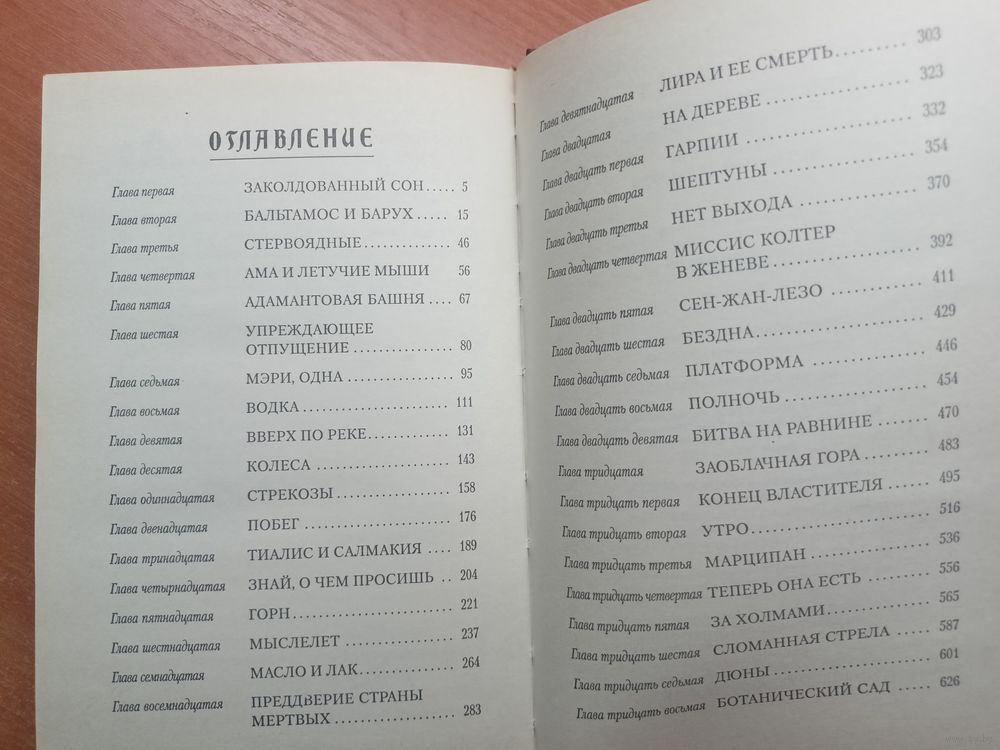 ОГЛАВЛЕНИЕ
Глава первая ЗАКОЛДОВАННЫЙ СОН ..... 5
Глава вторая БАЛЬТАМОС И БАРУХ ..... 15
Глава третья СТЕРВОЯДНЫЕ ............. 46
Глава четвертая АМА И ЛЕТУЧИЕ МЫШИ 56
Глава пятая АДАМАНТОВАЯ БАШНЯ .... 67
Глава шестая УПРЕЖДАЮЩЕЕ
ОТПУЩЕНИЕ ............... 80
Глава седьмая МЭРИ, ОДНА ............... 95
Глава восьмая ВОДКА ...................... 111
Глава девятая ВВЕРХ ПО РЕКЕ............ 131
Глава десятая КОЛЕСА .................... 143
Глава одиннадцатая СТРЕКОЗЫ ................. 158
Глава двенадцатая ПОБЕГ ...................... 176
Глава тринадцатая ТИАЛИС И САЛМАКИЯ .... 189
Глава четырнадцатая ЗНАЙ, О ЧЕМ ПРОСИШЬ .. 204
Глава пятнадцатая ГОРН ....................... 221
Глава шестнадцатая МЫСЛЕЛЕТ ................ 237
Глава семнадцатая МАСЛО И ЛАК.............. 264
Глава восемнадцатая ПРЕДДВЕРИЕ СТРАНЫ
МЕРТВЫХ .................. 283
Глава девятнадцатая ЛИРА И ЕЕ СМЕРТЬ......... 303
Глава двадцатая НА ДЕРЕВЕ .................. 323
Глава двадцать первая ГАРПИИ ..................... 332
Глава двадцать вторая ШЕПТУНЫ .................. 354
Глава двадцать третья НЕТ ВЫХОДА .............. 370
Глава двадцать четвертая МИССИС КОЛТЕР
В ЖЕНЕВЕ .................. 392
Глава двадцать пятая СЕН-ЖАН-ЛЕЗО ............ 411
Глава двадцать шестая БЕЗДНА..................... 429
Глава двадцать седьмая ПЛАТФОРМА ............... 446
Глава двадцать восьмая ПОЛНОЧЬ .................. 454
Глава двадцать девятая БИТВА НА РАВНИНЕ ....... 470
Глава тридцатая ЗАОБЛАЧНАЯ ГОРА......... 483
Глава тридцать первая КОНЕЦ ВЛАСТИТЕЛЯ ...... 495
Глава тридцать вторая УТРО....................... 516
Глава тридцать третья МАРЦИПАН ................ 536
Глава тридцать четвертая ТЕПЕРЬ ОНА ЕСТЬ ......... 556
Глава тридцать пятая ЗА ХОЛМАМИ.............. 565
Глава тридцать шестая СЛОМАННАЯ СТРЕЛА ..... 587
Глава тридцать седьмая ДЮНЫ ..................... 601
Глава тридцать восьмая БОТАНИЧЕСКИЙ САД ..... 626